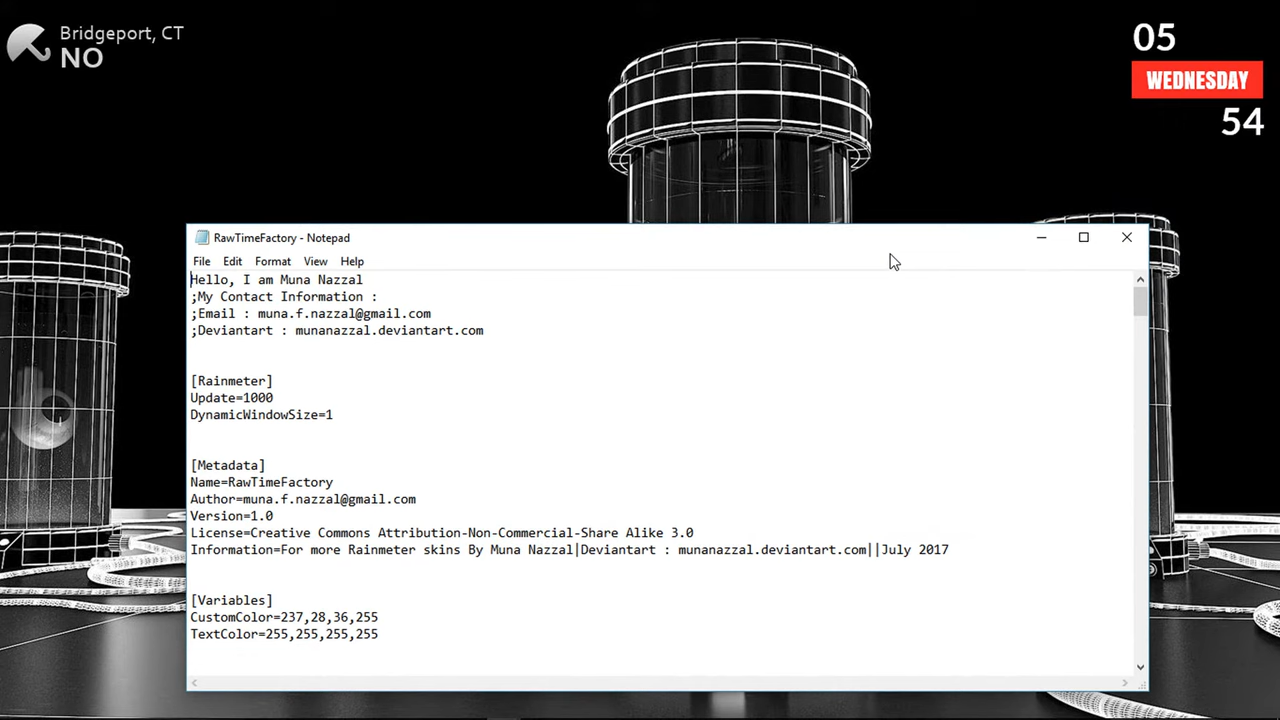 Bridgeport, CT
NO
05
WEDNESDAY
54
RawTimeFactory - Notepad
File Edit Format View Help
Hello, I am Muna Nazzal
;My Contact Information :
;Email : muna.f.nazzal@gmail.com
;Deviantart : munanazzal.deviantart.com
[Rainmeter]
Update=1000
DynamicWindowSize=1
[Metadata]
Name=RawTimeFactory
Author=muna.f.nazzal@gmail.com
Version=1.0
License=Creative Commons Attribution-Non-Commercial-Share Alike 3.0
Information=For more Rainmeter skins By Muna Nazzal|Deviantart : munanazzal.deviantart.com||July 2017
[Variables]
CustomColor=237,28,36,255
TextColor=255,255,255,255